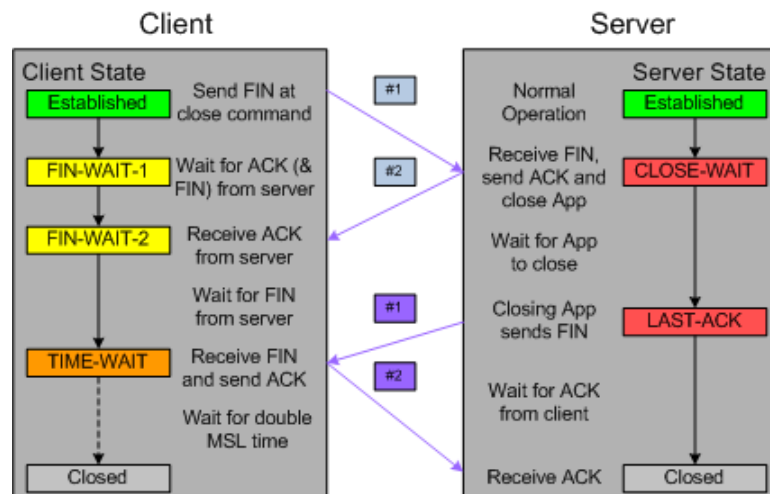 Client
Server
Client State
Server State
Established
Send FIN at
close command
#1
Normal
Operation
Established
FIN-WAIT-1
Wait for ACK (&
FIN) from server
#2
Receive FIN,
send ACK and
close App
CLOSE-WAIT
FIN-WAIT-2
Receive ACK
from server
Wait for App
to close
Wait for FIN
from server
#1
Closing App
sends FIN
LAST-ACK
TIME-WAIT
Receive FIN
and send ACK
#2
Wait for ACK
from client
Wait for double
MSL time
Closed
Receive ACK
Closed